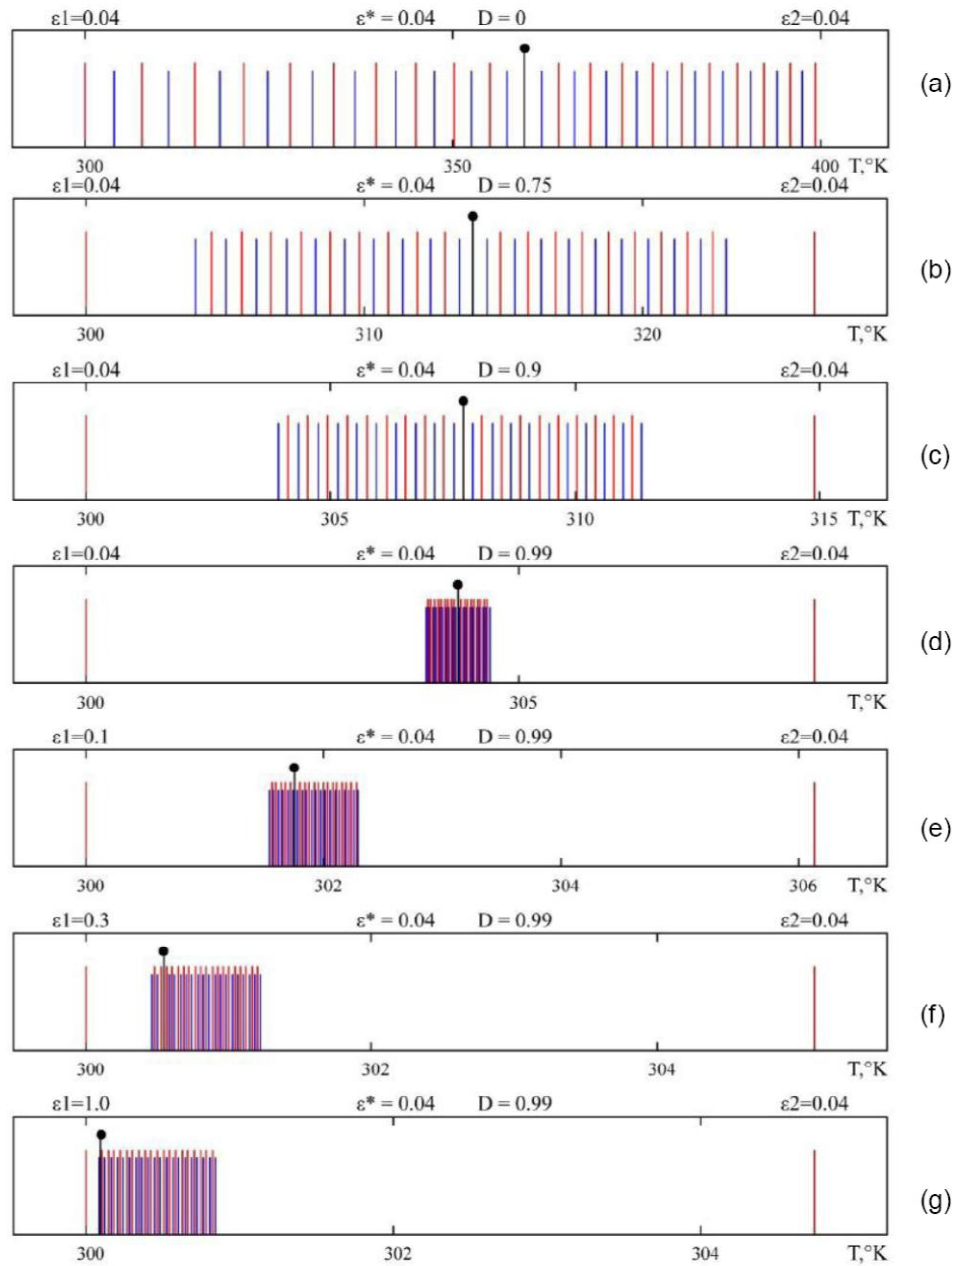 ε1=0.04 ε* = 0.04 D = 0 ε2=0.04
(a)
300 350 400 T,°K
ε1=0.04 ε* = 0.04 D = 0.75 ε2=0.04
(b)
300 310 320 T,°K
ε1=0.04 ε* = 0.04 D = 0.9 ε2=0.04
(c)
300 305 310 315 T,°K
ε1=0.04 ε* = 0.04 D = 0.99 ε2=0.04
(d)
300 305 T,°K
ε1=0.1 ε* = 0.04 D = 0.99 ε2=0.04
(e)
300 302 304 306 T,°K
ε1=0.3 ε* = 0.04 D = 0.99 ε2=0.04
(f)
300 302 304 T,°K
ε1=1.0 ε* = 0.04 D = 0.99 ε2=0.04
(g)
300 302 304 T,°K